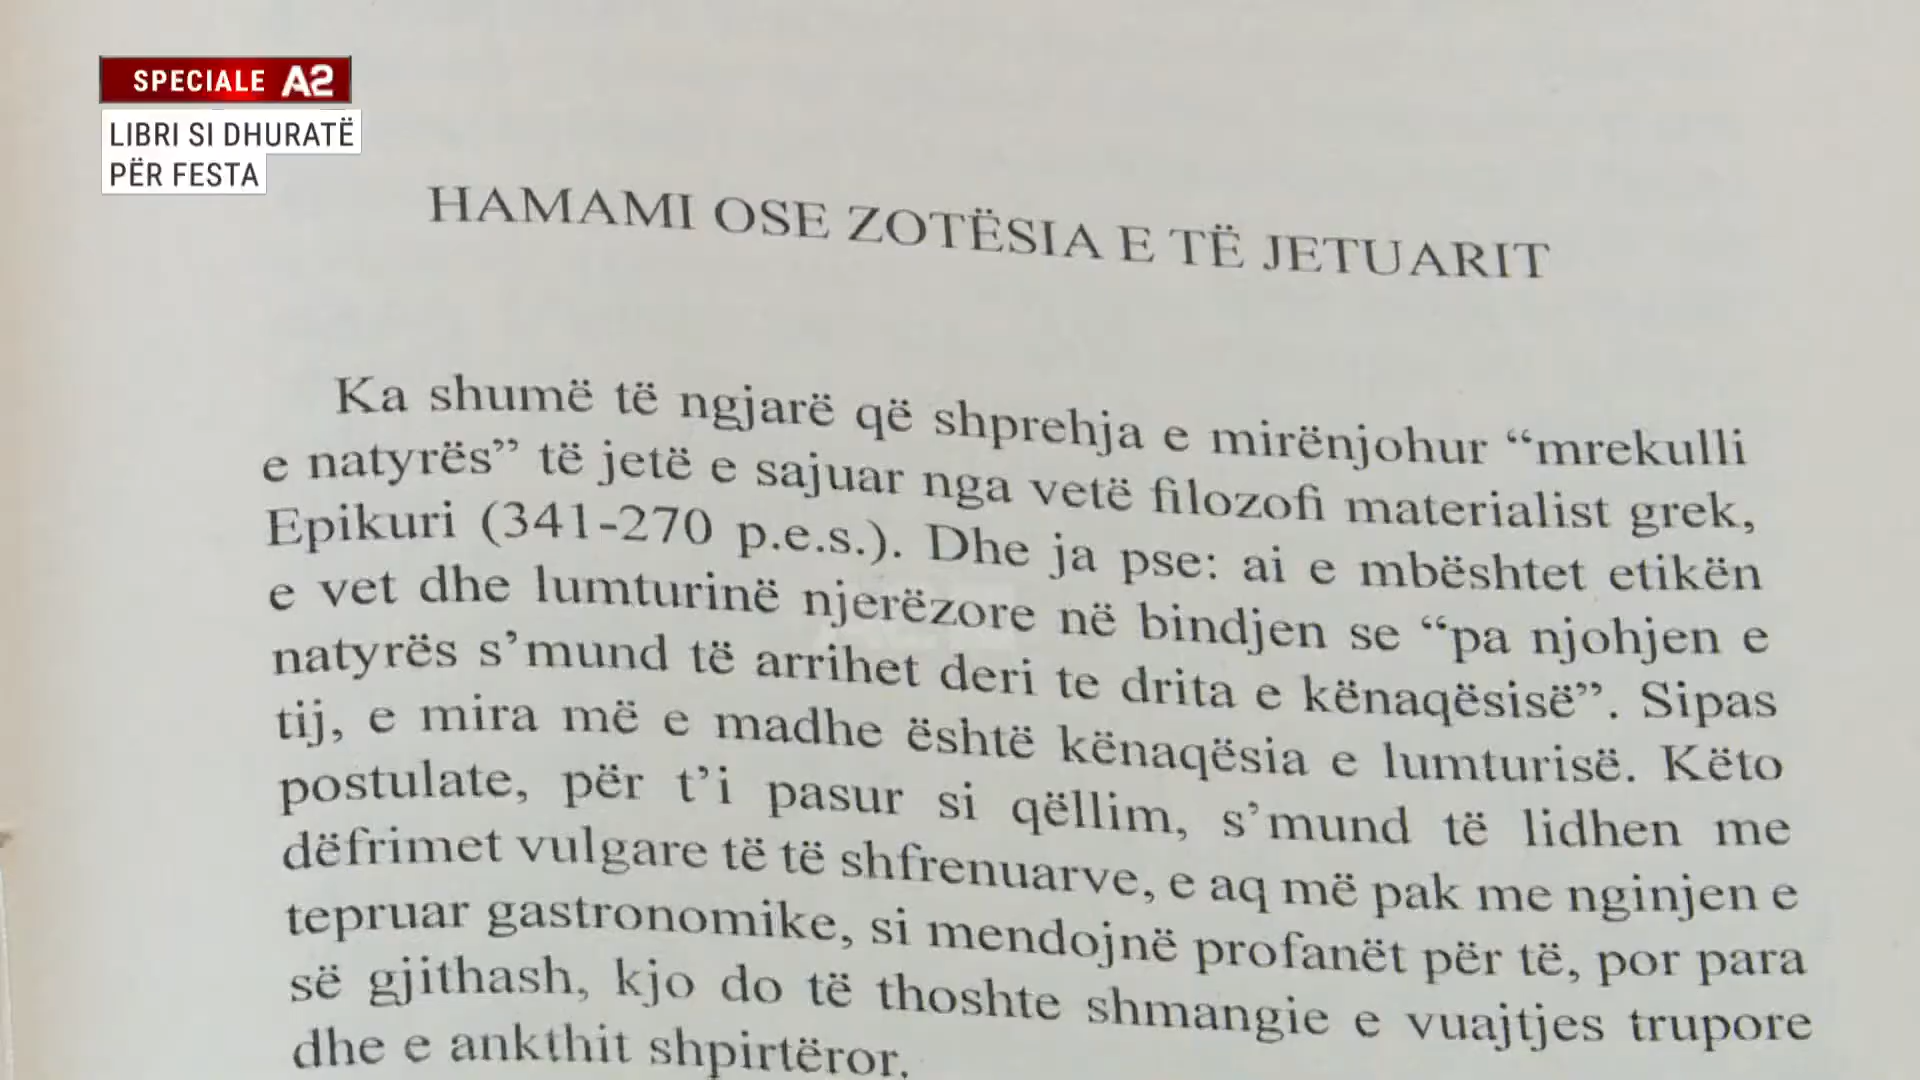 SPECIALE A2
LIBRI SI DHURATË
PËR FESTA
HAMAMI OSE ZOTËSIA E TË JETUARIT
Ka shumë të ngjarë që shprehja e mirënjohur “mrekulli
e natyrës” të jetë e sajuar nga vetë filozofi materialist grek,
Epikuri (341-270 p.e.s.). Dhe ja pse: ai e mbështet etikën
e vet dhe lumturinë njerëzore në bindjen se “pa njohjen e
natyrës s’mund të arrihet deri te drita e kënaqësisë”. Sipas
tij, e mira më e madhe është kënaqësia e lumturisë. Këto
postulate, për t’i pasur si qëllim, s’mund të lidhen me
dëfrimet vulgare të të shfrenuarve, e aq më pak me nginjen e
tepruar gastronomike, si mendojnë profanët për të, por para
së gjithash, kjo do të thoshte shmangie e vuajtjes trupore
dhe e ankthit shpirtëror.